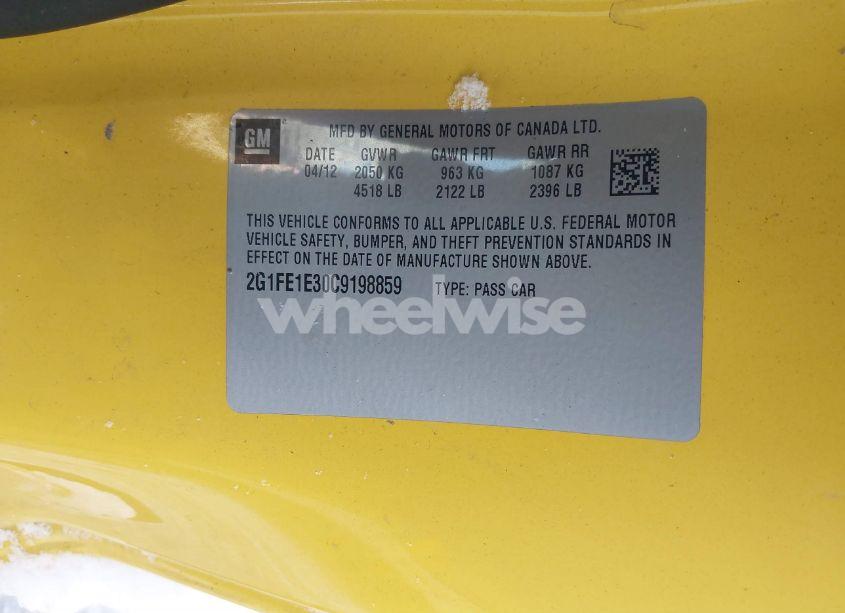 GM
MFD BY GENERAL MOTORS OF CANADA LTD.
DATE GVWR GAWR FRT GAWR RR
04/12 2050 KG 963 KG 1087 KG
4518 LB 2122 LB 2396 LB
THIS VEHICLE CONFORMS TO ALL APPLICABLE U.S. FEDERAL MOTOR
VEHICLE SAFETY, BUMPER, AND THEFT PREVENTION STANDARDS IN
EFFECT ON THE DATE OF MANUFACTURE SHOWN ABOVE.
2G1FE1E30C9198859 TYPE: PASS CAR
wheelwise